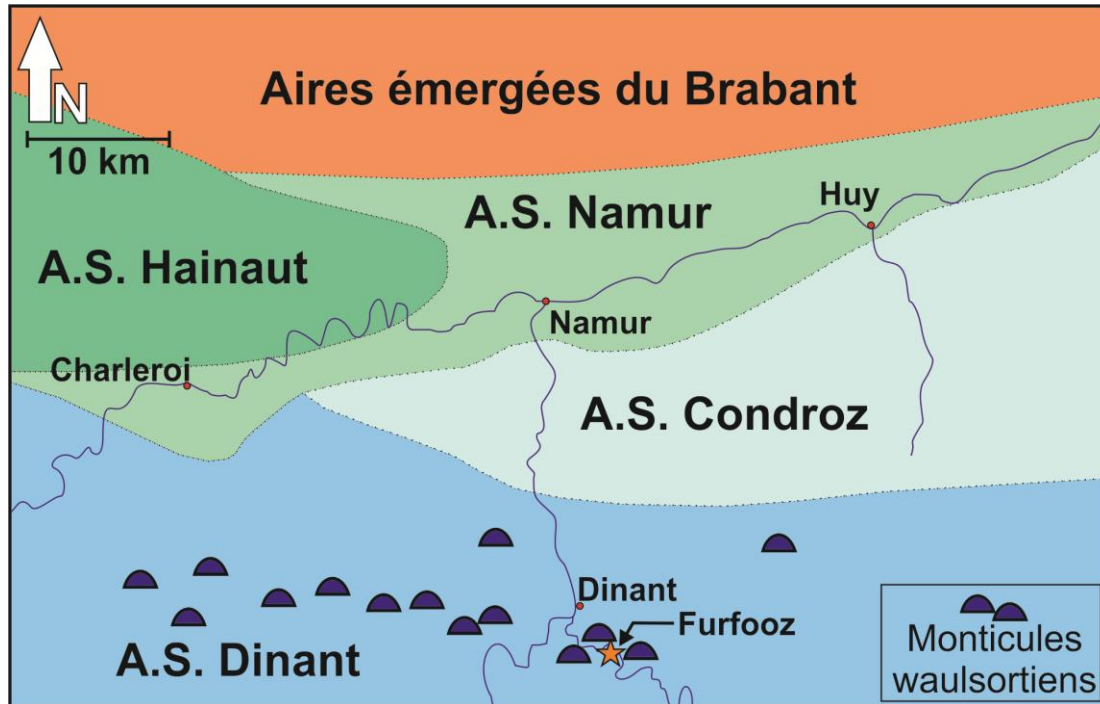 Aires émergées du Brabant
N
10 km
A.S. Namur
Huy
A.S. Hainaut
Namur
Charleroi
A.S. Condroz
Dinant
Furfooz
A.S. Dinant
Monticules
waulsortiens